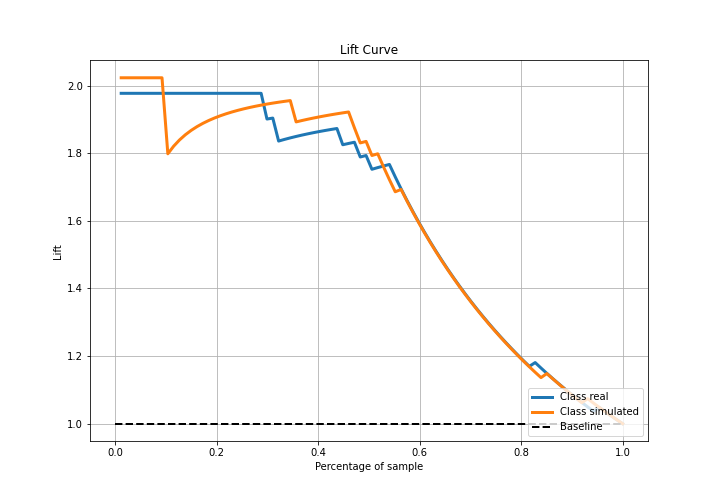 Lift Curve
Lift
2.0
1.8
1.6
1.4
1.2
1.0
0.0
0.2
0.4
0.6
0.8
1.0
Percentage of sample
Class real
Class simulated
Baseline